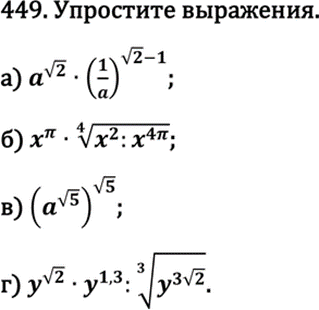 449. Упростите выражения.
а) a^{√2} · (1/a)^{√2−1};
б) x^π · ⁴√(x² : x^{4π});
в) (a^{√5})^{√5};
г) y^{√2} · y^{1,3} : ³√(y^{3√2}).